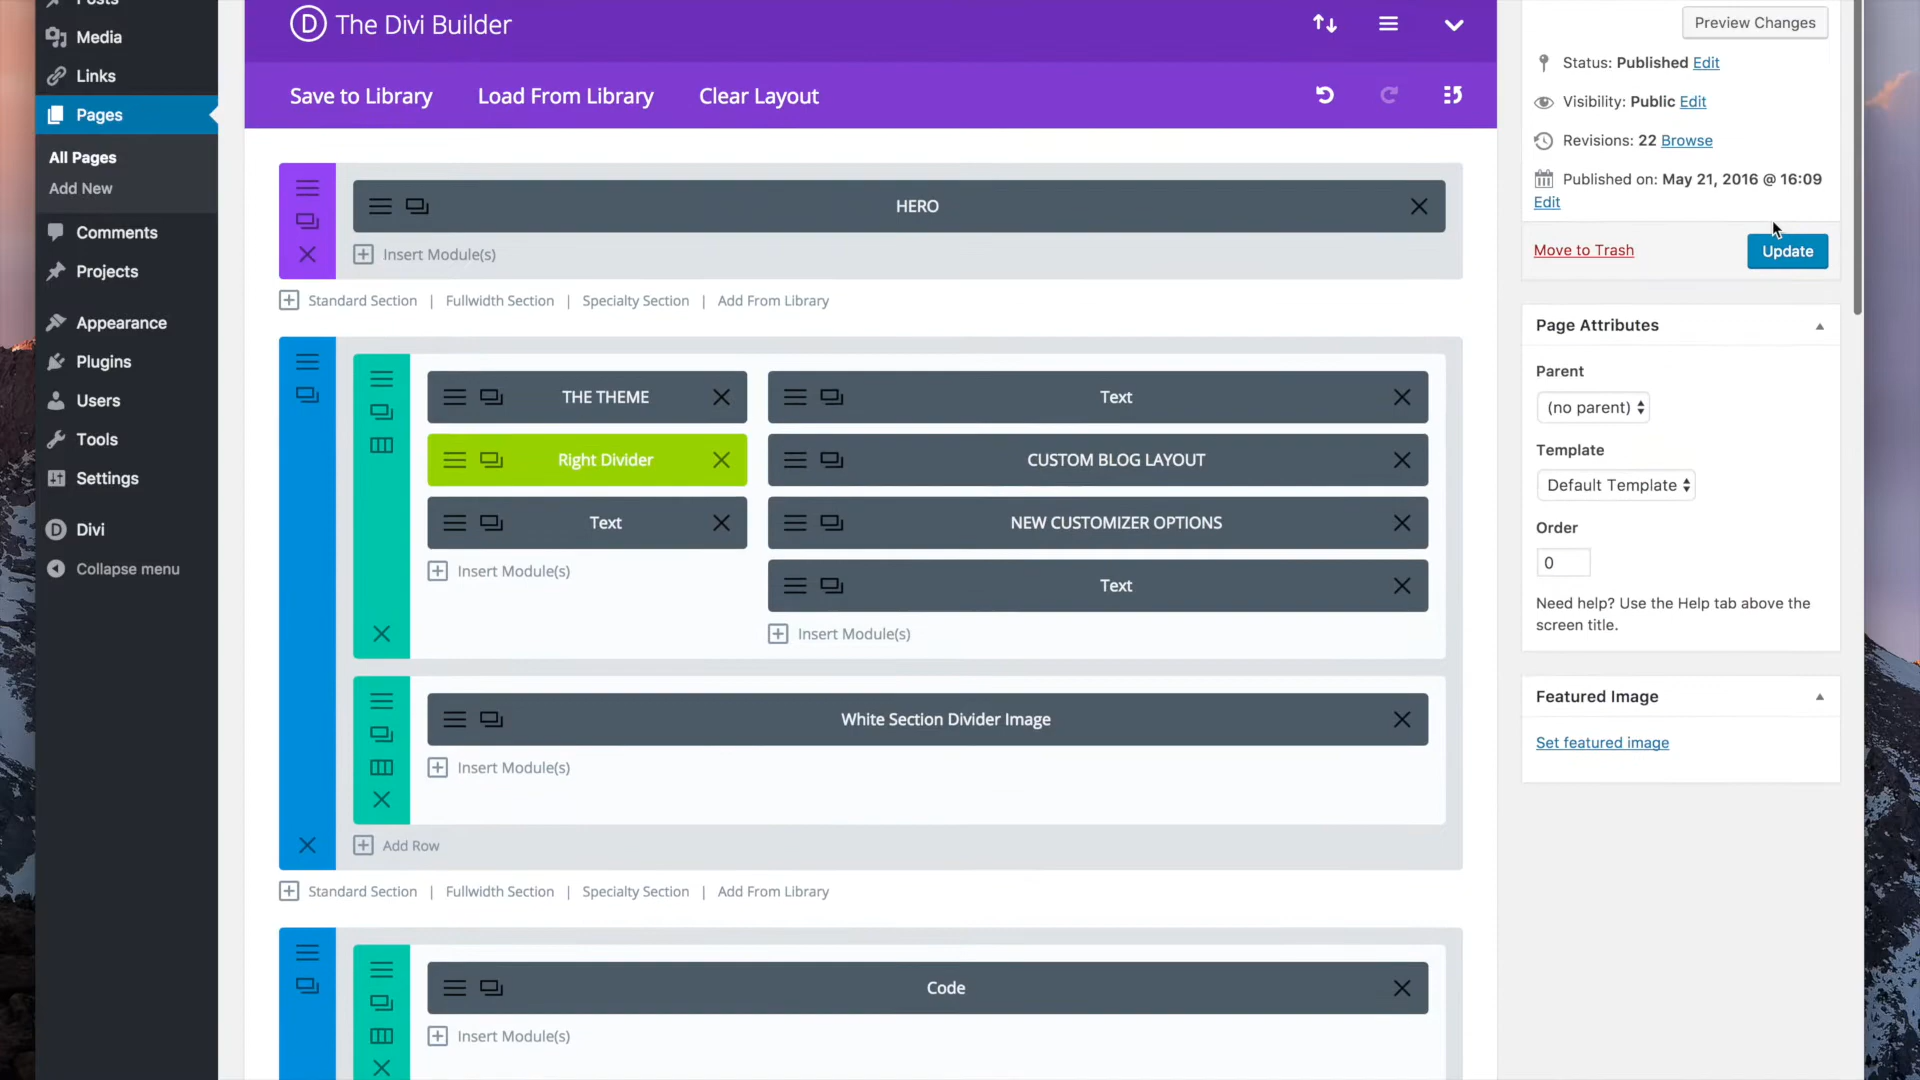 Posts
Media
Links
Pages
All Pages
Add New
Comments
Projects
Appearance
Plugins
Users
Tools
Settings
Divi
Collapse menu
D The Divi Builder
Save to Library Load From Library Clear Layout
HERO
Insert Module(s)
Standard Section | Fullwidth Section | Specialty Section | Add From Library
THE THEME
Right Divider
Text
Insert Module(s)
Text
CUSTOM BLOG LAYOUT
NEW CUSTOMIZER OPTIONS
Text
Insert Module(s)
White Section Divider Image
Insert Module(s)
Add Row
Standard Section | Fullwidth Section | Specialty Section | Add From Library
Code
Insert Module(s)
Preview Changes
Status: Published Edit
Visibility: Public Edit
Revisions: 22 Browse
Published on: May 21, 2016 @ 16:09
Edit
Move to Trash Update
Page Attributes
Parent
(no parent)
Template
Default Template
Order
0
Need help? Use the Help tab above the
screen title.
Featured Image
Set featured image